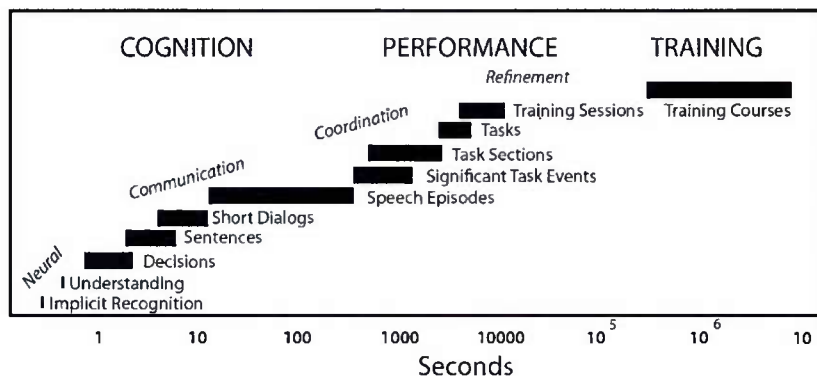 COGNITION PERFORMANCE TRAINING
Refinement
Training Sessions Training Courses
Coordination
Tasks
Task Sections
Communication
Significant Task Events
Speech Episodes
Short Dialogs
Sentences
Neural
Decisions
Understanding
Implicit Recognition
1 10 100 1000 10000 10 5 10 6 10
Seconds